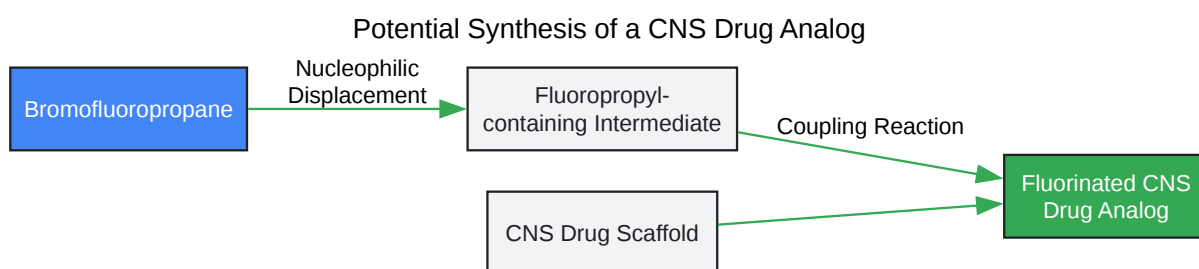 Potential Synthesis of a CNS Drug Analog
Bromofluoropropane
Nucleophilic
Displacement
Fluoropropyl-
containing Intermediate
Coupling Reaction
CNS Drug Scaffold
Fluorinated CNS
Drug Analog